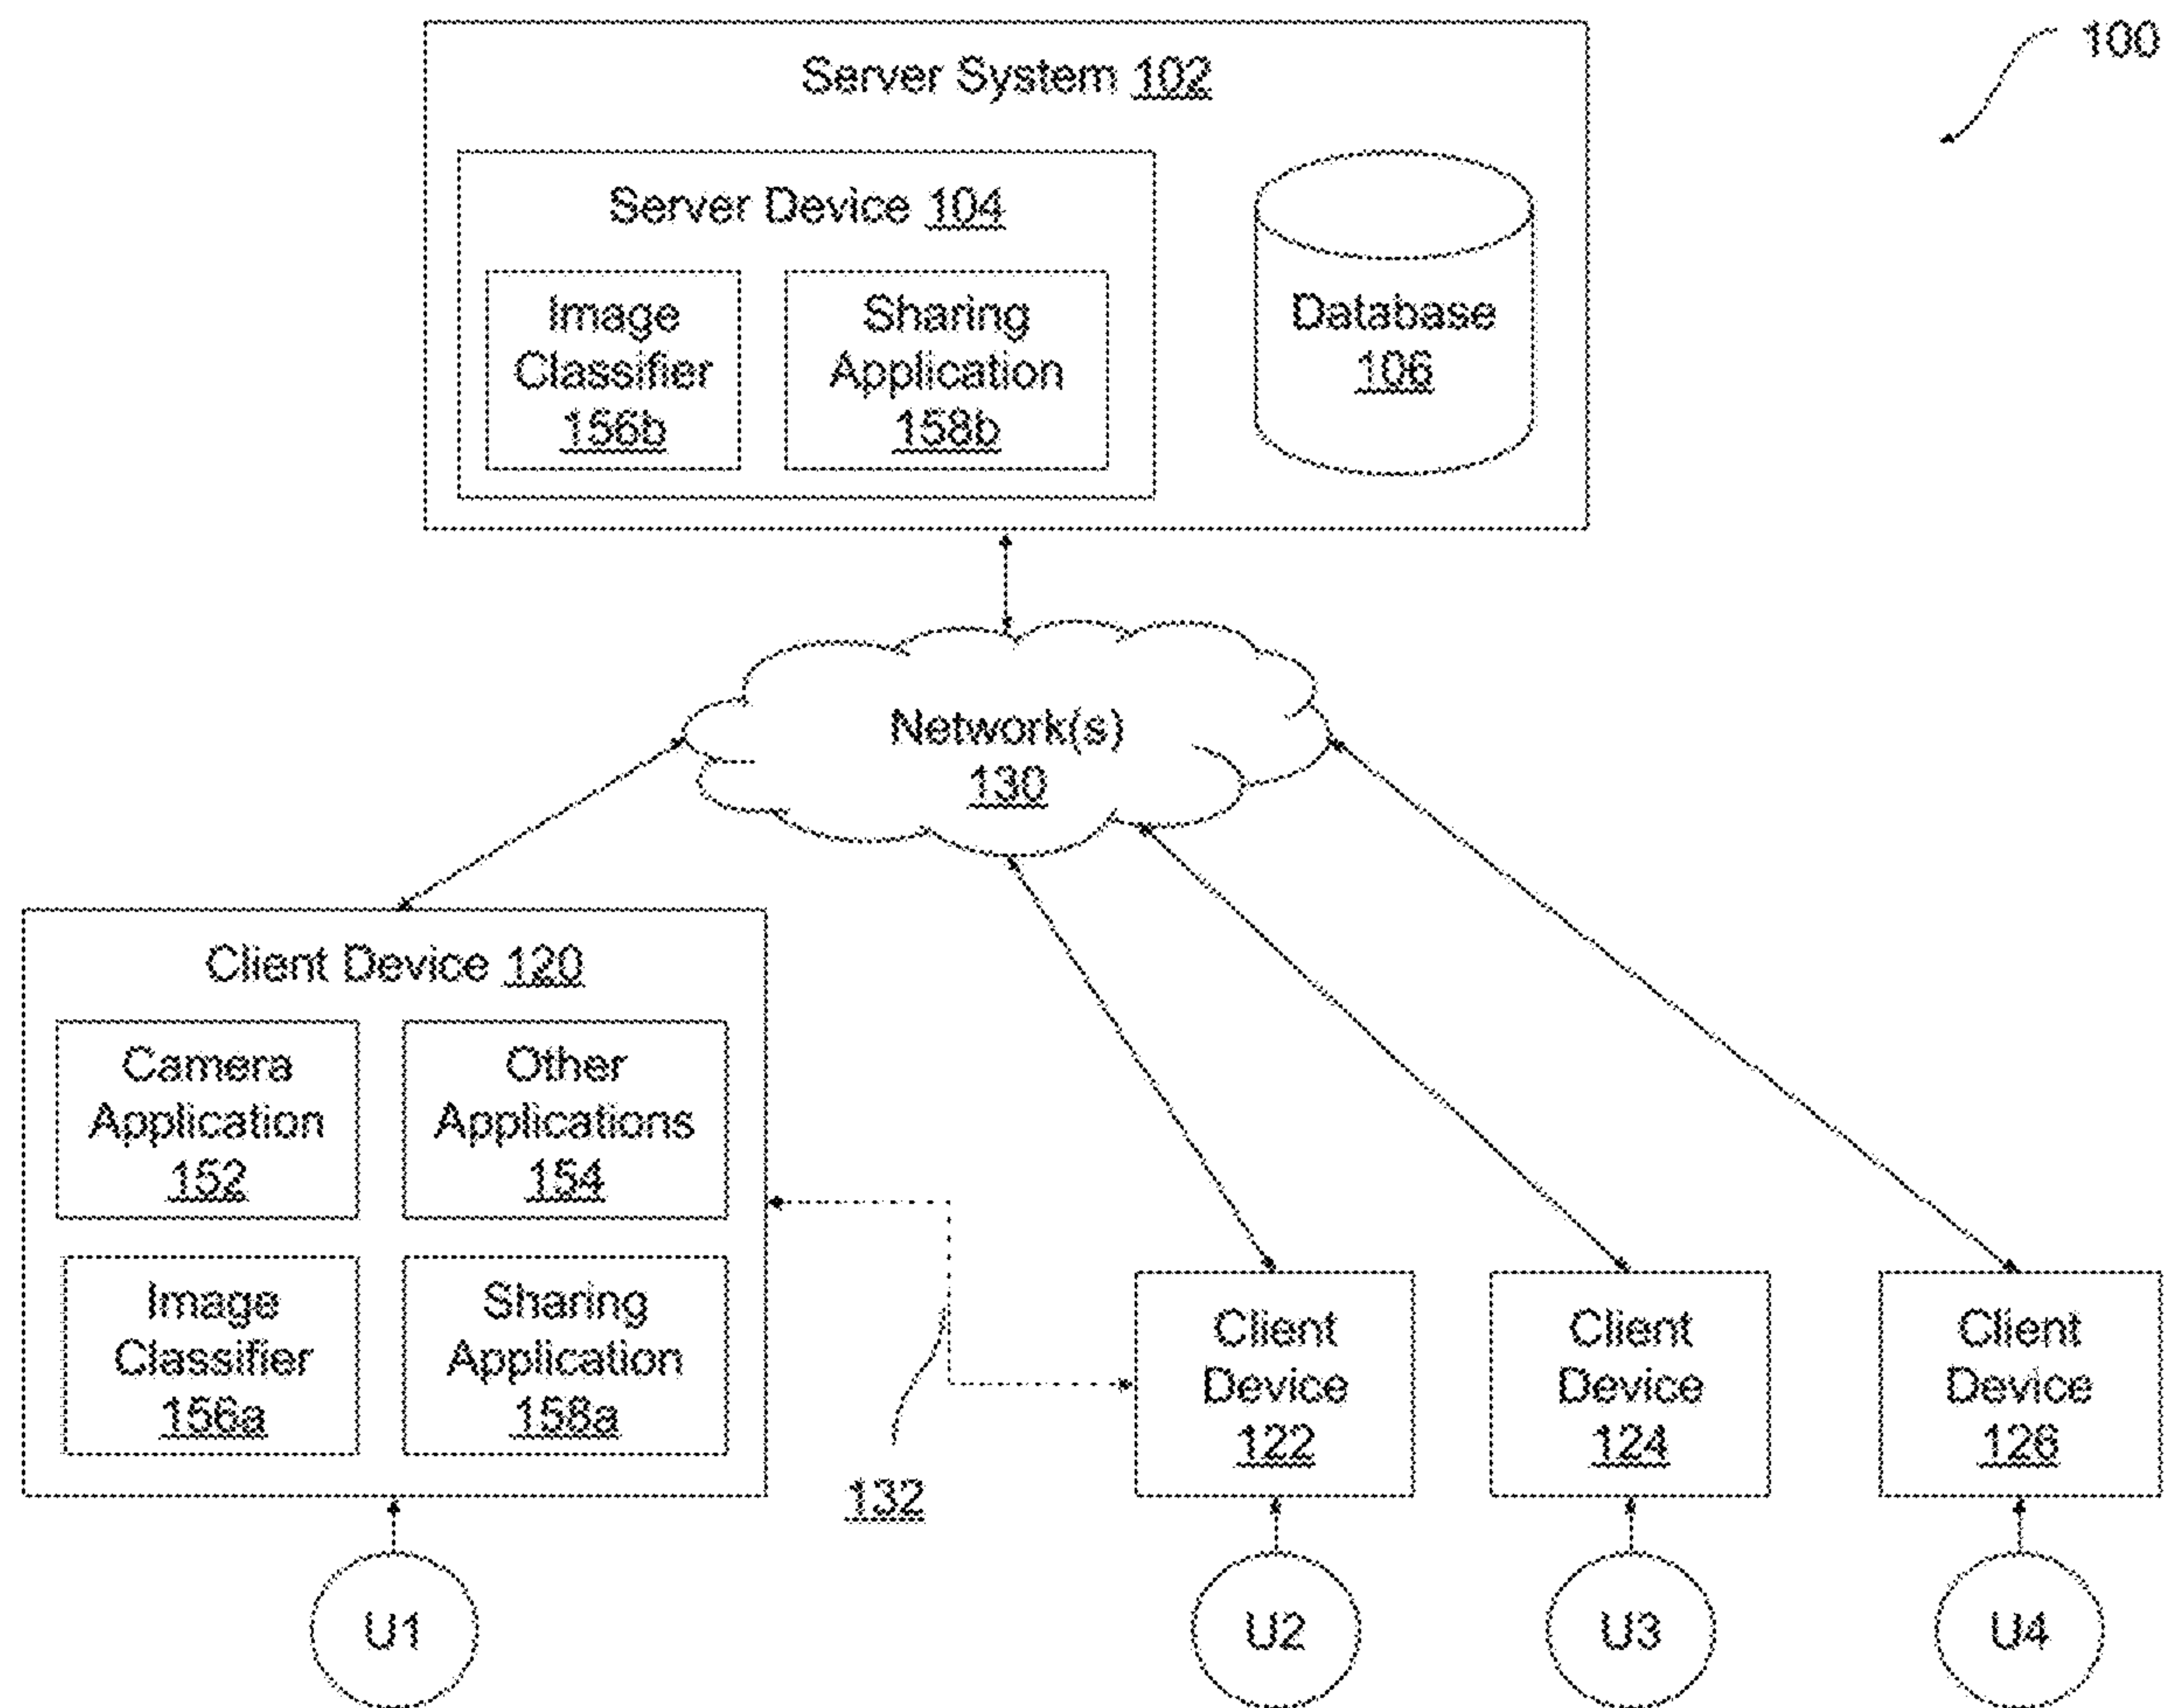 100
Server System 102
Server Device 104
Image
Classifier
156b
Sharing
Application
158b
Database
106
Network(s)
130
Client Device 120
Camera
Application
152
Other
Applications
154
Image
Classifier
156a
Sharing
Application
158a
132
Client
Device
122
Client
Device
124
Client
Device
126
U1
U2
U3
U4